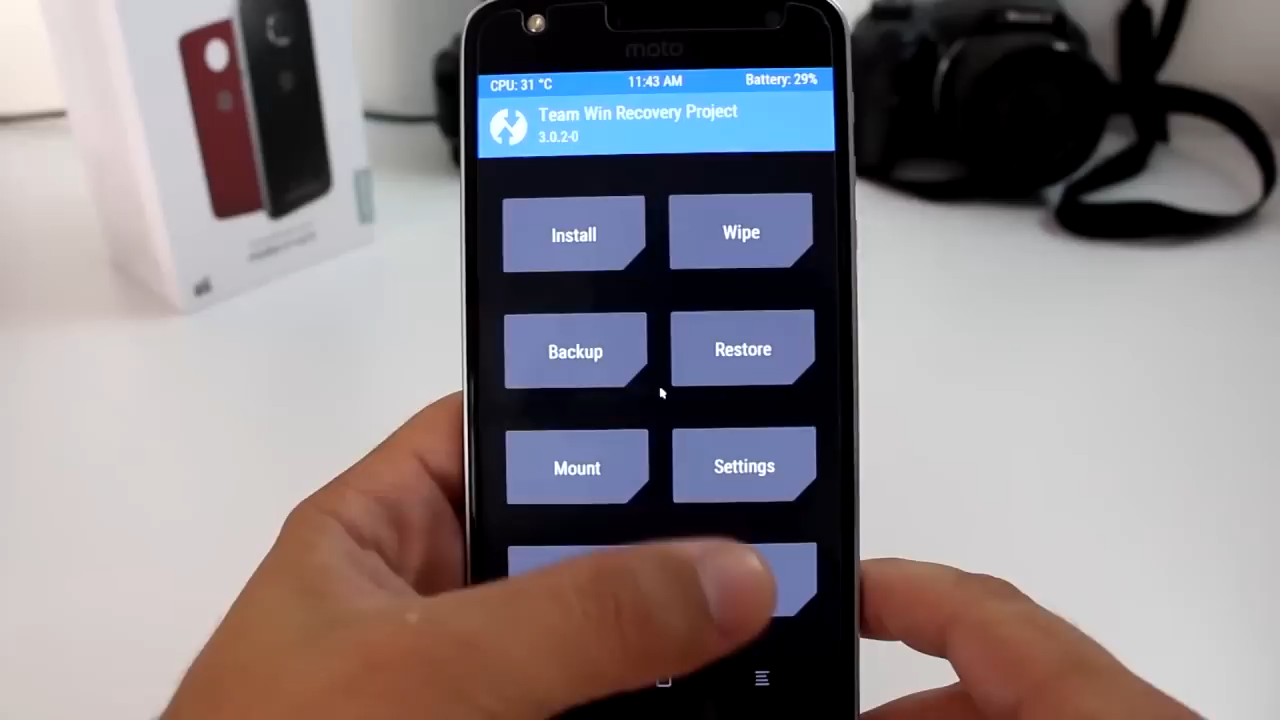 moto
CPU: 31 °C
11:43 AM
Battery: 29%
Team Win Recovery Project
3.0.2-0
Install
Wipe
Backup
Restore
Mount
Settings